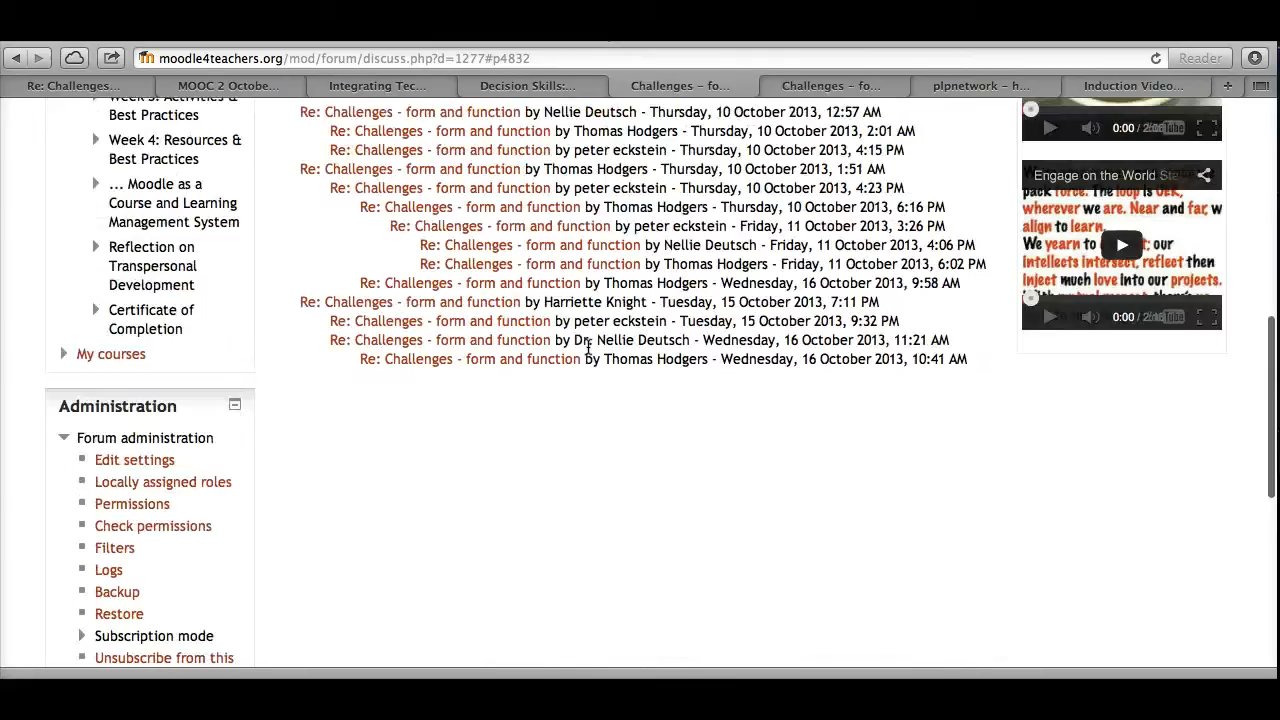 moodle4teachers.org/mod/forum/discuss.php?d=1277#p4832
Reader
Re: Challenges...
MOOC 2 Octobe...
Integrating Tec...
Decision Skills:...
Challenges – fo...
Challenges – fo...
plpnetwork – h...
Induction Video...
Best Practices
Week 4: Resources &
Best Practices
... Moodle as a
Course and Learning
Management System
Reflection on
Transpersonal
Development
Certificate of
Completion
My courses
Administration
Forum administration
Edit settings
Locally assigned roles
Permissions
Check permissions
Filters
Logs
Backup
Restore
Subscription mode
Unsubscribe from this
Re: Challenges - form and function by Nellie Deutsch - Thursday, 10 October 2013, 12:57 AM
Re: Challenges - form and function by Thomas Hodgers - Thursday, 10 October 2013, 2:01 AM
Re: Challenges - form and function by peter eckstein - Thursday, 10 October 2013, 4:15 PM
Re: Challenges - form and function by Thomas Hodgers - Thursday, 10 October 2013, 1:51 AM
Re: Challenges - form and function by peter eckstein - Thursday, 10 October 2013, 4:23 PM
Re: Challenges - form and function by Thomas Hodgers - Thursday, 10 October 2013, 6:16 PM
Re: Challenges - form and function by peter eckstein - Friday, 11 October 2013, 3:26 PM
Re: Challenges - form and function by Nellie Deutsch - Friday, 11 October 2013, 4:06 PM
Re: Challenges - form and function by Thomas Hodgers - Friday, 11 October 2013, 6:02 PM
Re: Challenges - form and function by Thomas Hodgers - Wednesday, 16 October 2013, 9:58 AM
Re: Challenges - form and function by Harriette Knight - Tuesday, 15 October 2013, 7:11 PM
Re: Challenges - form and function by peter eckstein - Tuesday, 15 October 2013, 9:32 PM
Re: Challenges - form and function by Dr. Nellie Deutsch - Wednesday, 16 October 2013, 11:21 AM
Re: Challenges - form and function by Thomas Hodgers - Wednesday, 16 October 2013, 10:41 AM
0:00
Engage on the World
pack force. The loop is
wherever we are. Near and far, w
align to learn.
We yearn to; our
intellects intersect, reflect then
inject much love into our projects.
0:00